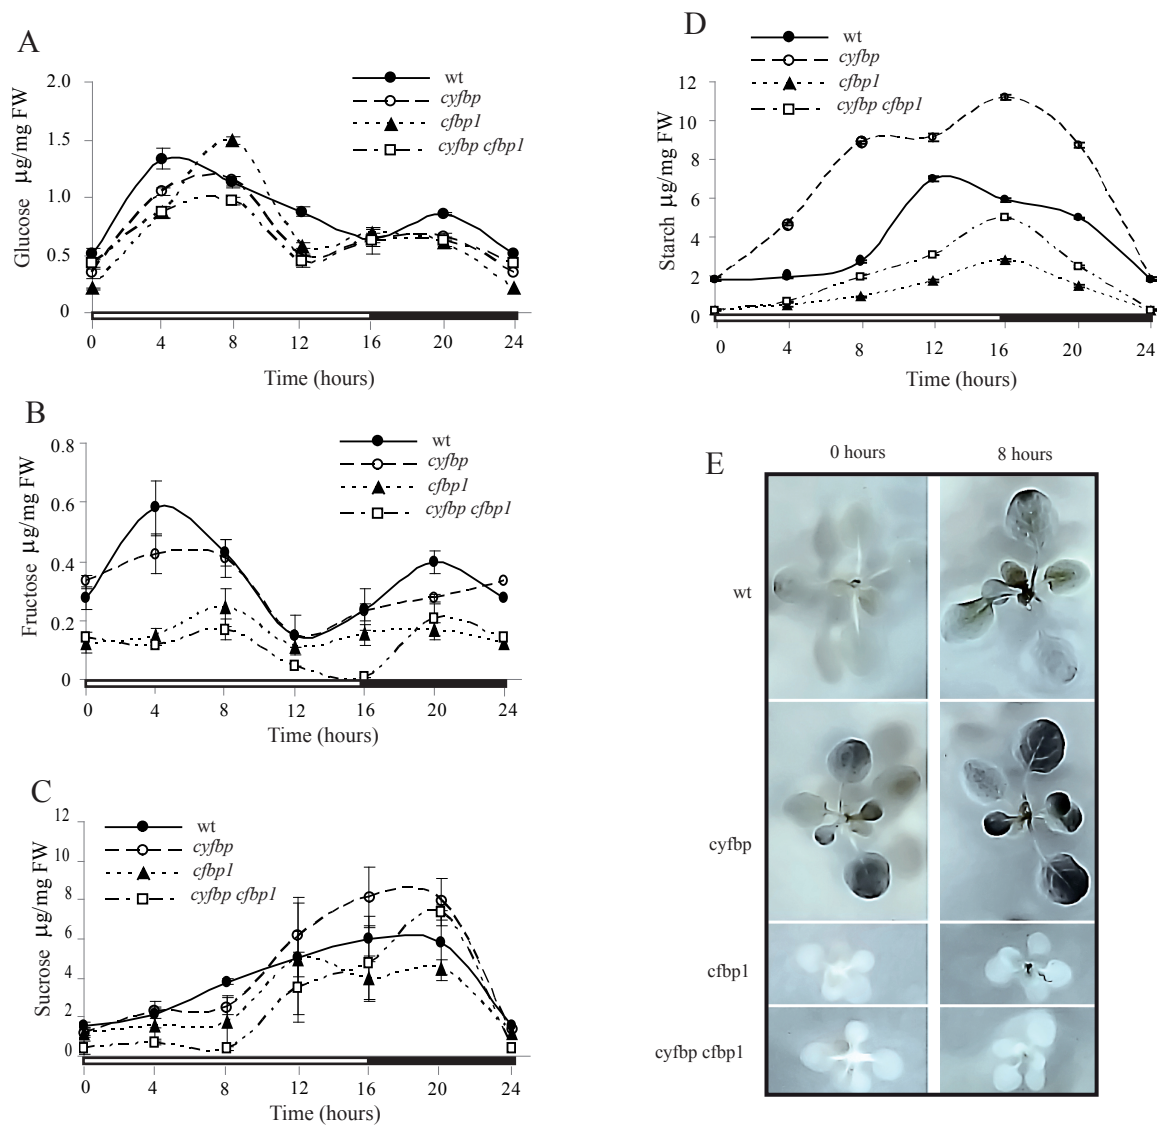 A
2.0
1.5
1.0
0.5
0
Glucose μg/mg FW
wt
cyfbp
cfbp1
cyfbp cfbp1
0 4 8 12 16 20 24
Time (hours)
B
0.8
0.6
0.4
0.2
0
Fructose μg/mg FW
wt
cyfbp
cfbp1
cyfbp cfbp1
0 4 8 12 16 20 24
Time (hours)
C
12
10
8
6
4
2
0
Sucrose μg/mg FW
wt
cyfbp
cfbp1
cyfbp cfbp1
0 4 8 12 16 20 24
Time (hours)
D
wt
cyfbp
cfbp1
cyfbp cfbp1
12
10
8
6
4
2
0
Starch μg/mg FW
0 4 8 12 16 20 24
Time (hours)
E
0 hours 8 hours
wt
cyfbp
cfbp1
cyfbp cfbp1